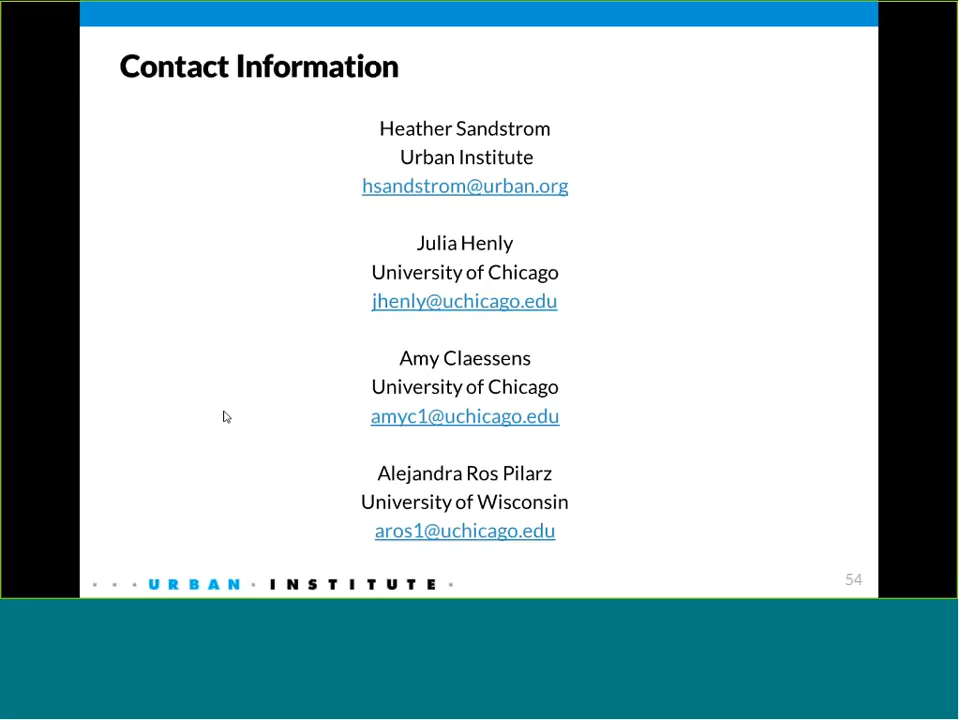 Contact Information
Heather Sandstrom
Urban Institute
hsandstrom@urban.org
Julia Henly
University of Chicago
jhenly@uchicago.edu
Amy Claessens
University of Chicago
amyc1@uchicago.edu
Alejandra Ros Pilarz
University of Wisconsin
aros1@uchicago.edu
URBAN INSTITUTE
54